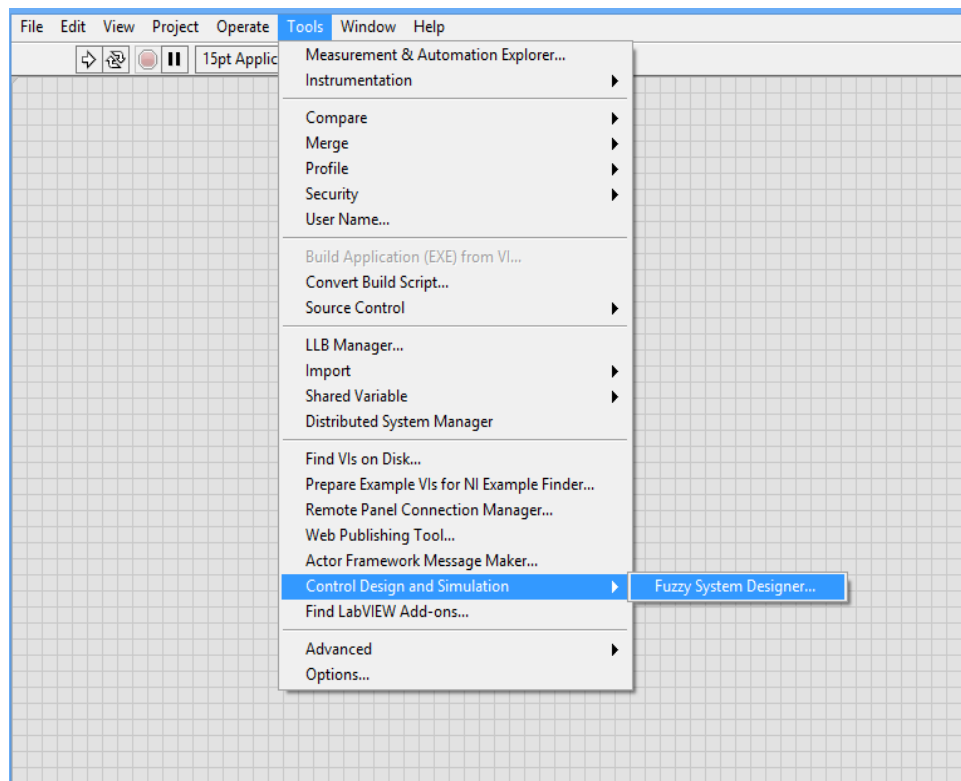 File Edit View Project Operate Tools Window Help
15pt Applic
Measurement & Automation Explorer...
Instrumentation
Compare
Merge
Profile
Security
User Name...
Build Application (EXE) from VI...
Convert Build Script...
Source Control
LLB Manager...
Import
Shared Variable
Distributed System Manager
Find VIs on Disk...
Prepare Example VIs for NI Example Finder...
Remote Panel Connection Manager...
Web Publishing Tool...
Actor Framework Message Maker...
Control Design and Simulation Fuzzy System Designer...
Find LabVIEW Add-ons...
Advanced
Options...